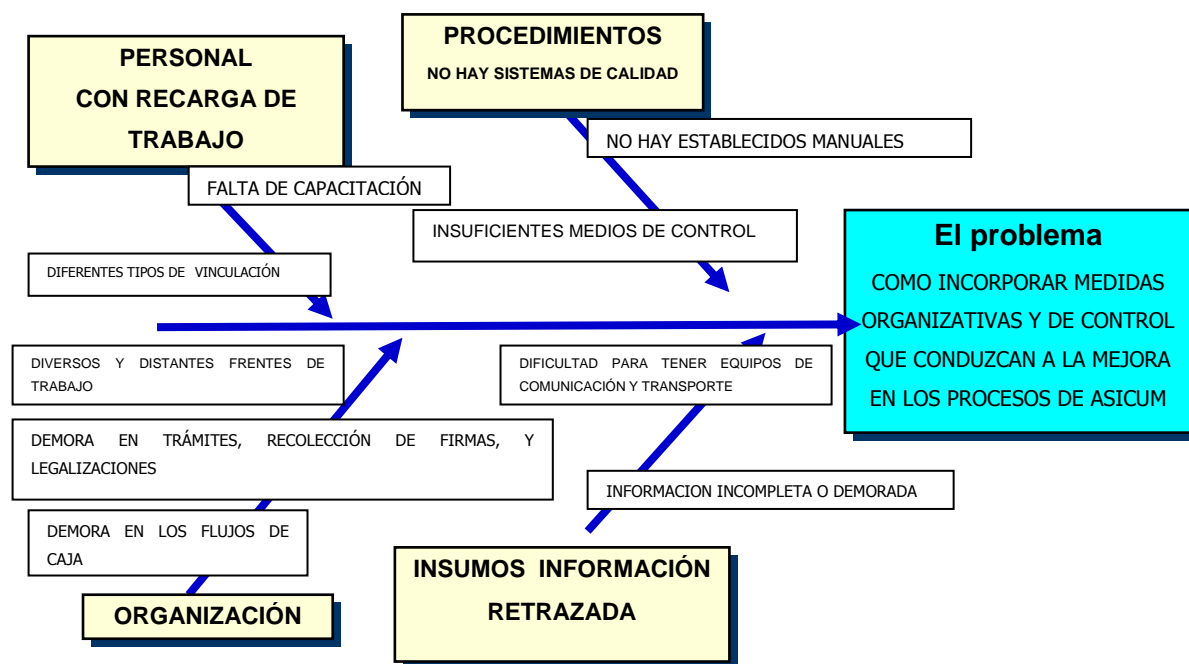 PERSONAL
CON RECARGA DE
TRABAJO
FALTA DE CAPACITACIÓN
DIFERENTES TIPOS DE VINCULACIÓN
PROCEDIMIENTOS
NO HAY SISTEMAS DE CALIDAD
NO HAY ESTABLECIDOS MANUALES
INSUFICIENTES MEDIOS DE CONTROL
El problema
COMO INCORPORAR MEDIDAS
ORGANIZATIVAS Y DE CONTROL
QUE CONDUZCAN A LA MEJORA
EN LOS PROCESOS DE ASICUM
DIVERSOS Y DISTANTES FRENTES DE
TRABAJO
DEMORA EN TRÁMITES, RECOLECCIÓN DE FIRMAS, Y
LEGALIZACIONES
DEMORA EN LOS FLUJOS DE
CAJA
ORGANIZACIÓN
DIFICULTAD PARA TENER EQUIPOS DE
COMUNICACIÓN Y TRANSPORTE
INFORMACION INCOMPLETA O DEMORADA
INSUMOS INFORMACIÓN
RETRAZADA